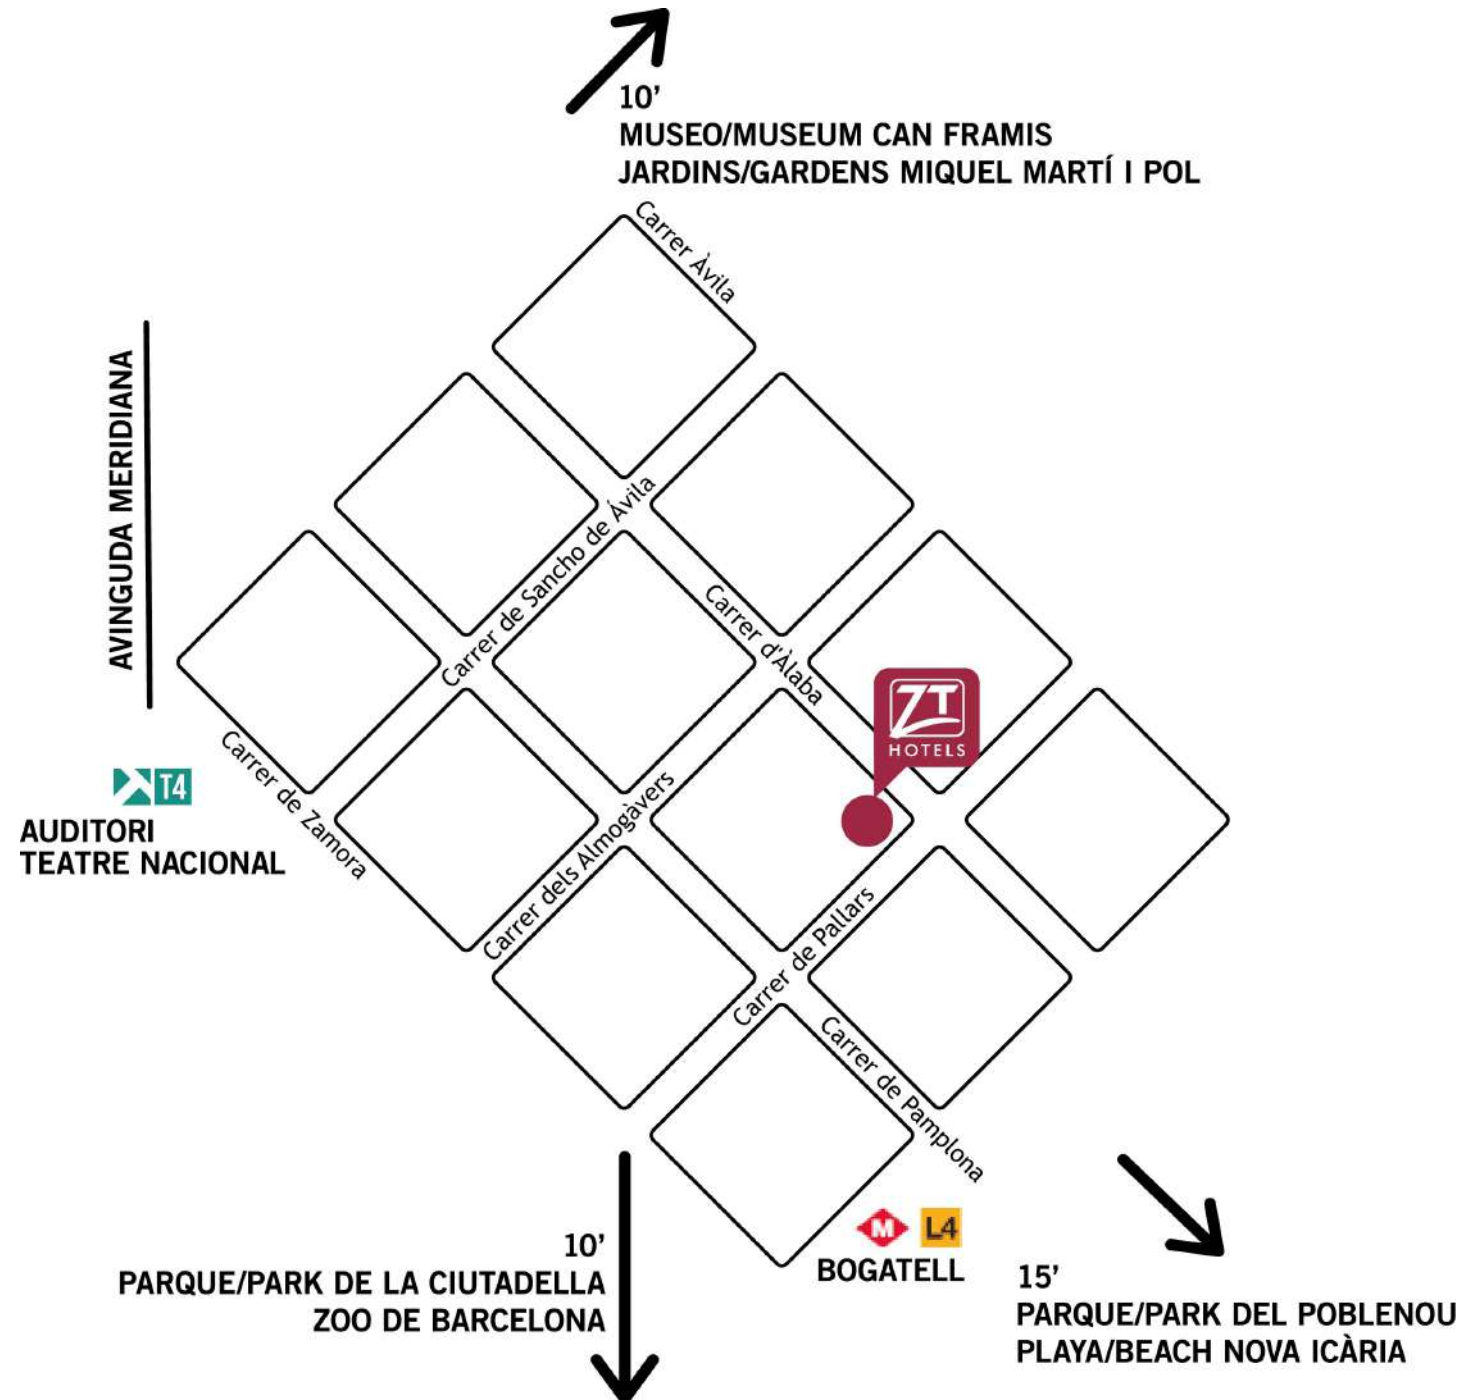 10’
MUSEO/MUSEUM CAN FRAMIS
JARDINS/GARDENS MIQUEL MARTÍ I POL
Carrer Àvila
AVINGUDA MERIDIANA
Carrer de Sancho de Ávila
Carrer d'Àlaba
ZT
HOTELS
Carrer de Zamora
T4
AUDITORI
TEATRE NACIONAL
Carrer dels Almogàvers
Carrer de Pallars
Carrer de Pamplona
M L4
BOGATELL
10’
PARQUE/PARK DE LA CIUTADELLA
ZOO DE BARCELONA
15’
PARQUE/PARK DEL POBLENOU
PLAYA/BEACH NOVA ICÀRIA